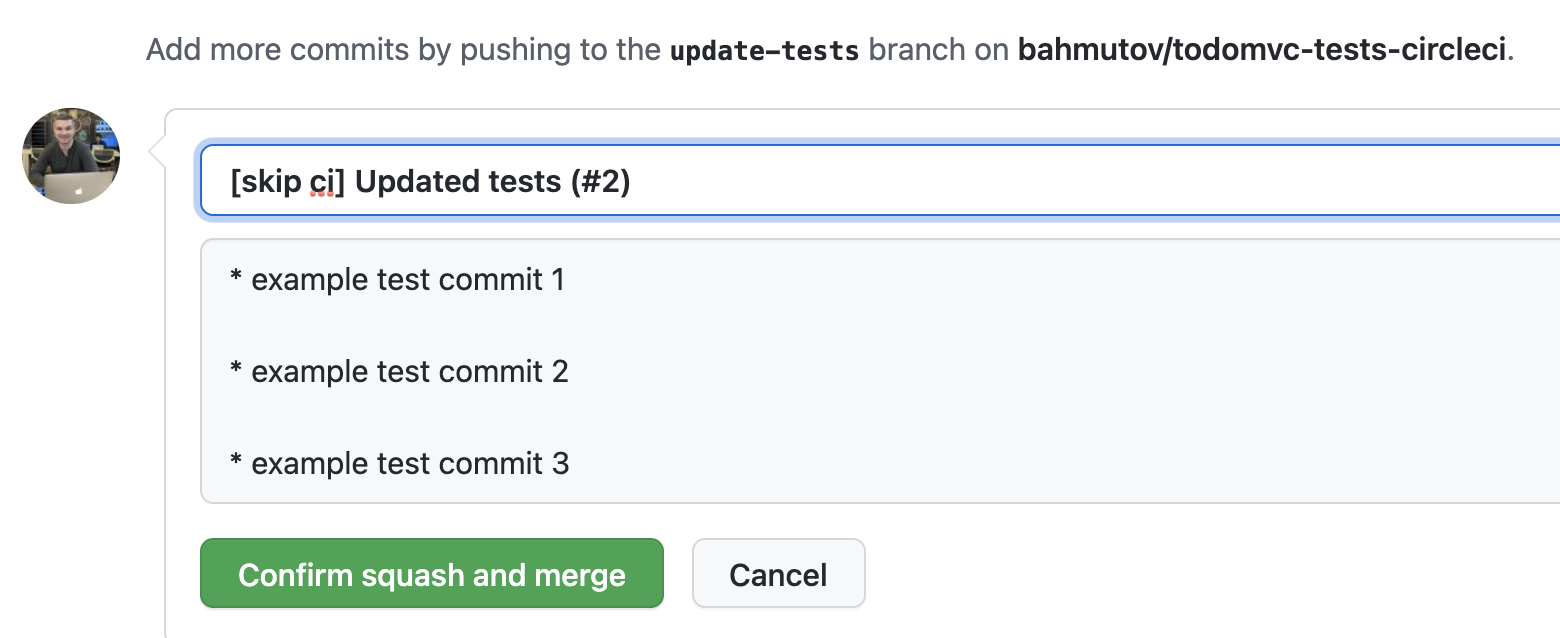 Add more commits by pushing to the update-tests branch on bahmutov/todomvc-tests-circleci.
[skip ci] Updated tests (#2)
* example test commit 1
* example test commit 2
* example test commit 3
Confirm squash and merge
Cancel